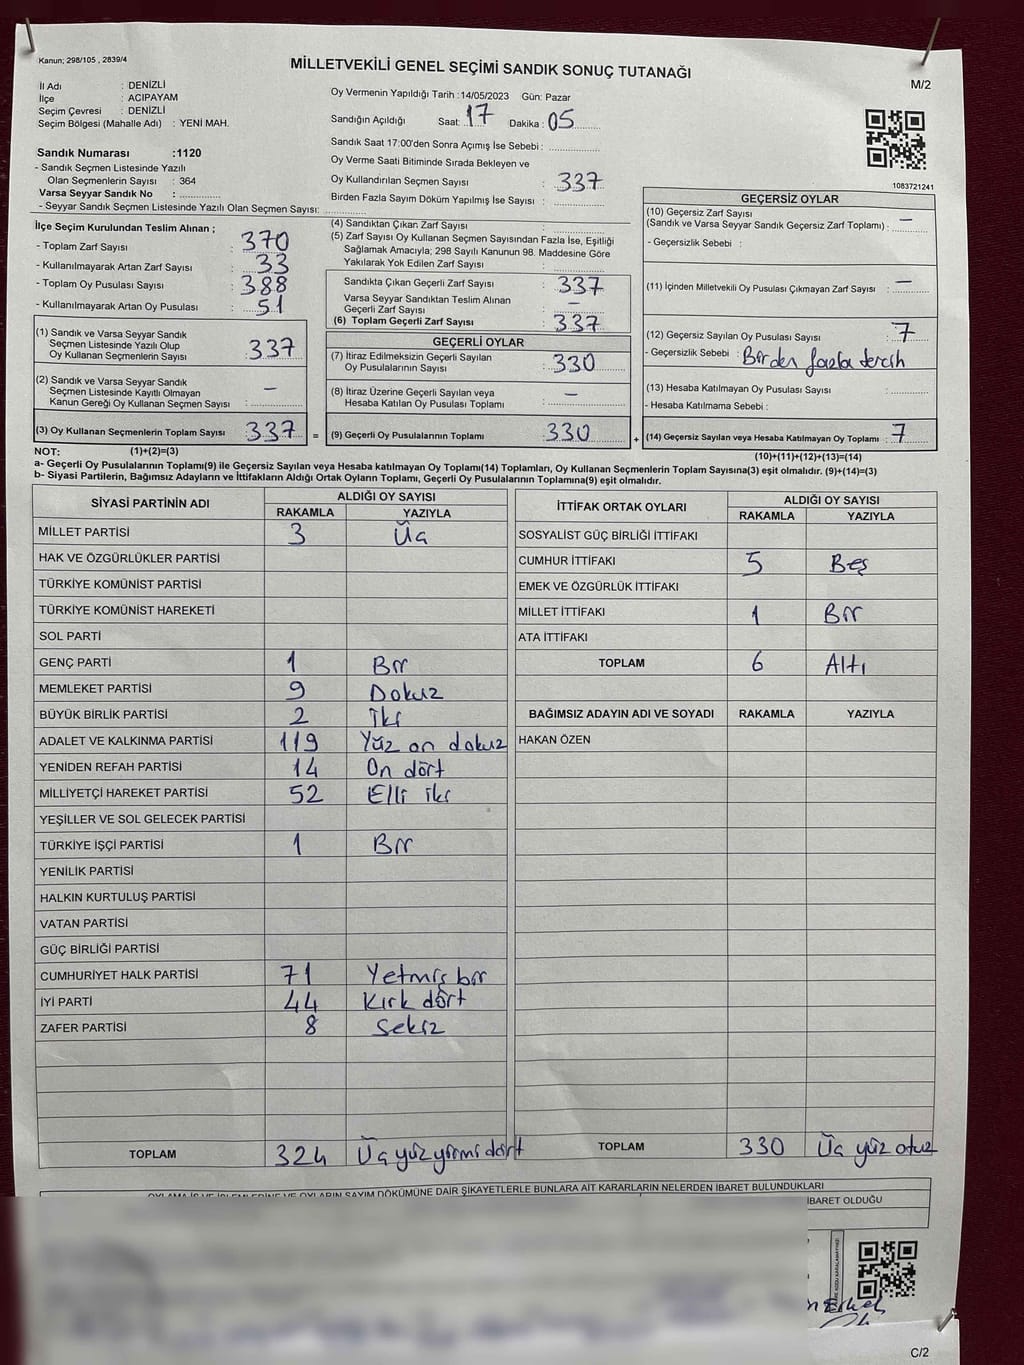 Kanun; 298/105 , 2839/4
MİLLETVEKİLİ GENEL SEÇİMİ SANDIK SONUÇ TUTANAĞI
M/2
İl Adı : DENİZLİ
İlçe : ACIPAYAM
Seçim Çevresi : DENİZLİ
Seçim Bölgesi (Mahalle Adı) : YENİ MAH.
Oy Vermenin Yapıldığı Tarih :14/05/2023 Gün: Pazar
Sandığın Açıldığı Saat: 17 Dakika : 05
Sandık Saat 17:00'den Sonra Açımış İse Sebebi :
Oy Verme Saati Bitiminde Sırada Bekleyen ve
Oy Kullandırılan Seçmen Sayısı : 337
Birden Fazla Sayım Döküm Yapılmış İse Sayısı :
1083721241
Sandık Numarası :1120
- Sandık Seçmen Listesinde Yazılı
Olan Seçmenlerin Sayısı : 364
Varsa Seyyar Sandık No :
- Seyyar Sandık Seçmen Listesinde Yazılı Olan Seçmen Sayısı:
İlçe Seçim Kurulundan Teslim Alınan ;
- Toplam Zarf Sayısı : 370
- Kullanılmayarak Artan Zarf Sayısı : 33
- Toplam Oy Pusulası Sayısı : 388
- Kullanılmayarak Artan Oy Pusulası : 51
(1) Sandık ve Varsa Seyyar Sandık
Seçmen Listesinde Yazılı Olup
Oy Kullanan Seçmenlerin Sayısı : 337
(2) Sandık ve Varsa Seyyar Sandık
Seçmen Listesinde Kayıtlı Olmayan
Kanun Gereği Oy Kullanan Seçmen Sayısı : –
(3) Oy Kullanan Seçmenlerin Toplam Sayısı : 337 =
(4) Sandıktan Çıkan Zarf Sayısı :
(5) Zarf Sayısı Oy Kullanan Seçmen Sayısından Fazla İse, Eşitliği
Sağlamak Amacıyla; 298 Sayılı Kanunun 98. Maddesine Göre
Yakılarak Yok Edilen Zarf Sayısı :
Sandıkta Çıkan Geçerli Zarf Sayısı : 337
Varsa Seyyar Sandıktan Teslim Alınan
Geçerli Zarf Sayısı : –
(6) Toplam Geçerli Zarf Sayısı : 337
GEÇERLİ OYLAR
(7) İtiraz Edilmeksizin Geçerli Sayılan
Oy Pusulalarının Sayısı : 330
(8) İtiraz Üzerine Geçerli Sayılan veya
Hesaba Katılan Oy Pusulası Toplamı : –
(9) Geçerli Oy Pusulalarının Toplamı : 330 +
GEÇERSİZ OYLAR
(10) Geçersiz Zarf Sayısı
(Sandık ve Varsa Seyyar Sandık Geçersiz Zarf Toplamı) : –
- Geçersizlik Sebebi :
(11) İçinden Milletvekili Oy Pusulası Çıkmayan Zarf Sayısı : –
(12) Geçersiz Sayılan Oy Pusulası Sayısı : 7
- Geçersizlik Sebebi : Birden fazla tercih
(13) Hesaba Katılmayan Oy Pusulası Sayısı :
- Hesaba Katılmama Sebebi :
(14) Geçersiz Sayılan veya Hesaba Katılmayan Oy Toplamı : 7
NOT: (1)+(2)=(3)
(10)+(11)+(12)+(13)=(14)
a- Geçerli Oy Pusulalarının Toplamı(9) ile Geçersiz Sayılan veya Hesaba katılmayan Oy Toplamı(14) Toplamları, Oy Kullanan Seçmenlerin Toplam Sayısına(3) eşit olmalıdır. (9)+(14)=(3)
b- Siyasi Partilerin, Bağımsız Adayların ve İttifakların Aldığı Ortak Oyların Toplamı, Geçerli Oy Pusulalarının Toplamına(9) eşit olmalıdır.
SİYASİ PARTİNİN ADI ALDIĞI OY SAYISI
RAKAMLA YAZIYLA
MİLLET PARTİSİ 3 Üç
HAK VE ÖZGÜRLÜKLER PARTİSİ
TÜRKİYE KOMÜNİST PARTİSİ
TÜRKİYE KOMÜNİST HAREKETİ
SOL PARTİ
GENÇ PARTİ 1 Bir
MEMLEKET PARTİSİ 9 Dokuz
BÜYÜK BİRLİK PARTİSİ 2 İki
ADALET VE KALKINMA PARTİSİ 119 Yüz on dokuz
YENİDEN REFAH PARTİSİ 14 On dört
MİLLİYETÇİ HAREKET PARTİSİ 52 Elli iki
YEŞİLLER VE SOL GELECEK PARTİSİ
TÜRKİYE İŞÇİ PARTİSİ 1 Bir
YENİLİK PARTİSİ
HALKIN KURTULUŞ PARTİSİ
VATAN PARTİSİ
GÜÇ BİRLİĞİ PARTİSİ
CUMHURİYET HALK PARTİSİ 71 Yetmiş bir
İYİ PARTİ 44 Kırk dört
ZAFER PARTİSİ 8 Sekiz
TOPLAM 324 Üç yüz yirmi dört
İTTİFAK ORTAK OYLARI ALDIĞI OY SAYISI
RAKAMLA YAZIYLA
SOSYALİST GÜÇ BİRLİĞİ İTTİFAKI
CUMHUR İTTİFAKI 5 Beş
EMEK VE ÖZGÜRLÜK İTTİFAKI
MİLLET İTTİFAKI 1 Bir
ATA İTTİFAKI
TOPLAM 6 Altı
BAĞIMSIZ ADAYIN ADI VE SOYADI RAKAMLA YAZIYLA
HAKAN ÖZEN
TOPLAM 330 Üç yüz otuz
OYLAMA İŞ VE İŞLEMLERİNE VE OYLARIN SAYIM DÖKÜMÜNE DAİR ŞİKAYETLERLE BUNLARA AİT KARARLARIN NELERDEN İBARET BULUNDUKLARI
İBARET OLDUĞU
C/2